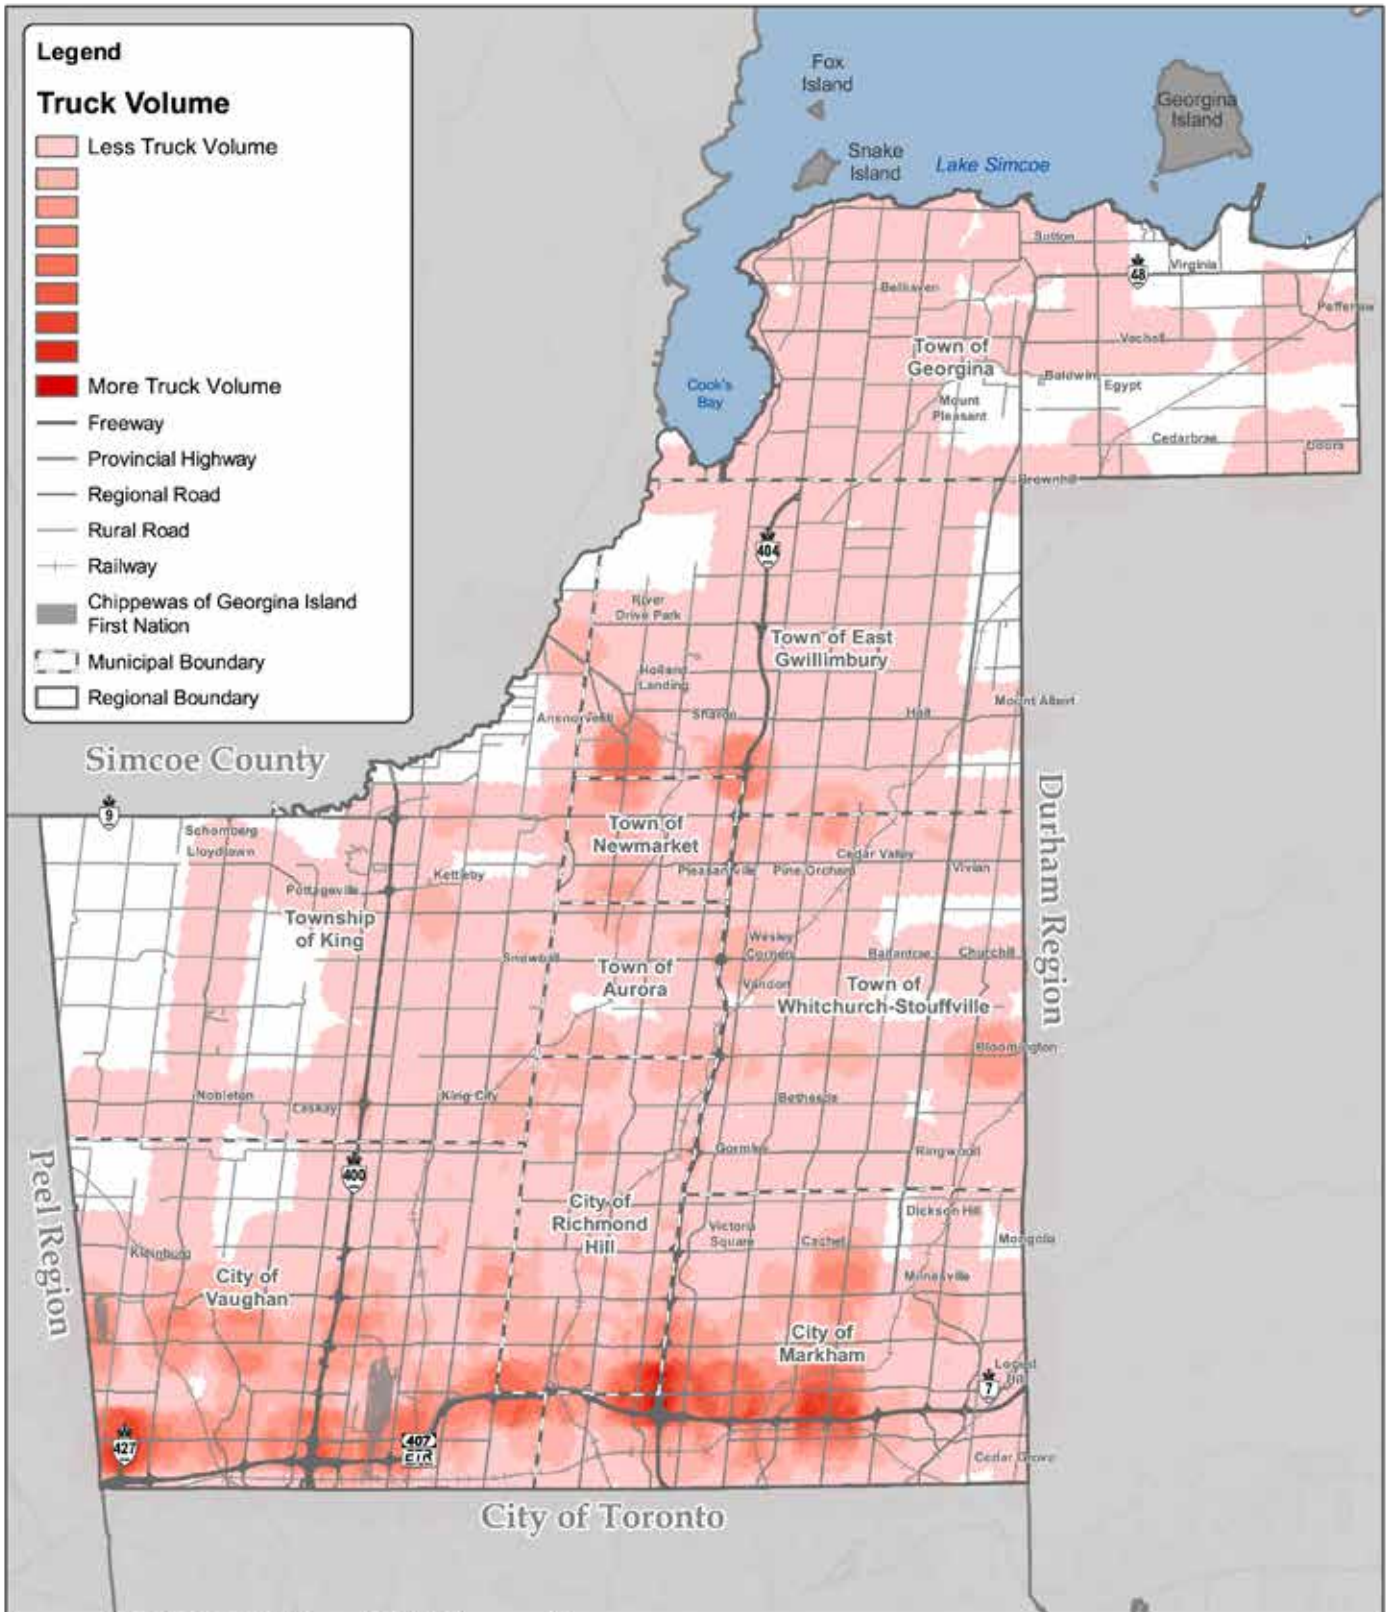 Legend
Truck Volume
Less Truck Volume
More Truck Volume
Freeway
Provincial Highway
Regional Road
Rural Road
Railway
Chippewas of Georgina Island
First Nation
Municipal Boundary
Regional Boundary
Fox
Island
Snake
Island
Lake Simcoe
Georgina
Island
Cook's
Bay
Sutton
48
Virginia
Belhaven
Pefferlaw
Vachell
Town of
Georgina
Baldwin
Egypt
Mount
Pleasant
Cedarbrae
Udora
Brownhill
404
River
Drive Park
Town of East
Gwillimbury
Holland
Landing
Mount Albert
Ansnorveldt
Sharon
Holt
Simcoe County
Durham Region
9
Schomberg
Lloydtown
Town of
Newmarket
Cedar Valley
Pottageville
Kettleby
Pleasantville
Pine Orchard
Vivian
Township
of King
Snowball
Wesley
Corners
Ballantrae
Churchill
Town of
Aurora
Vandorf
Town of
Whitchurch-Stouffville
Bloomington
Nobleton
Laskay
King City
Bethesda
Gormley
Ringwood
400
Peel Region
City of
Richmond
Hill
Dickson Hill
Victoria
Square
Cachet
Mongolia
Kleinburg
City of
Vaughan
Milnesville
City of
Markham
Locust
Hill
7
427
407
ETR
Cedar Grove
City of Toronto